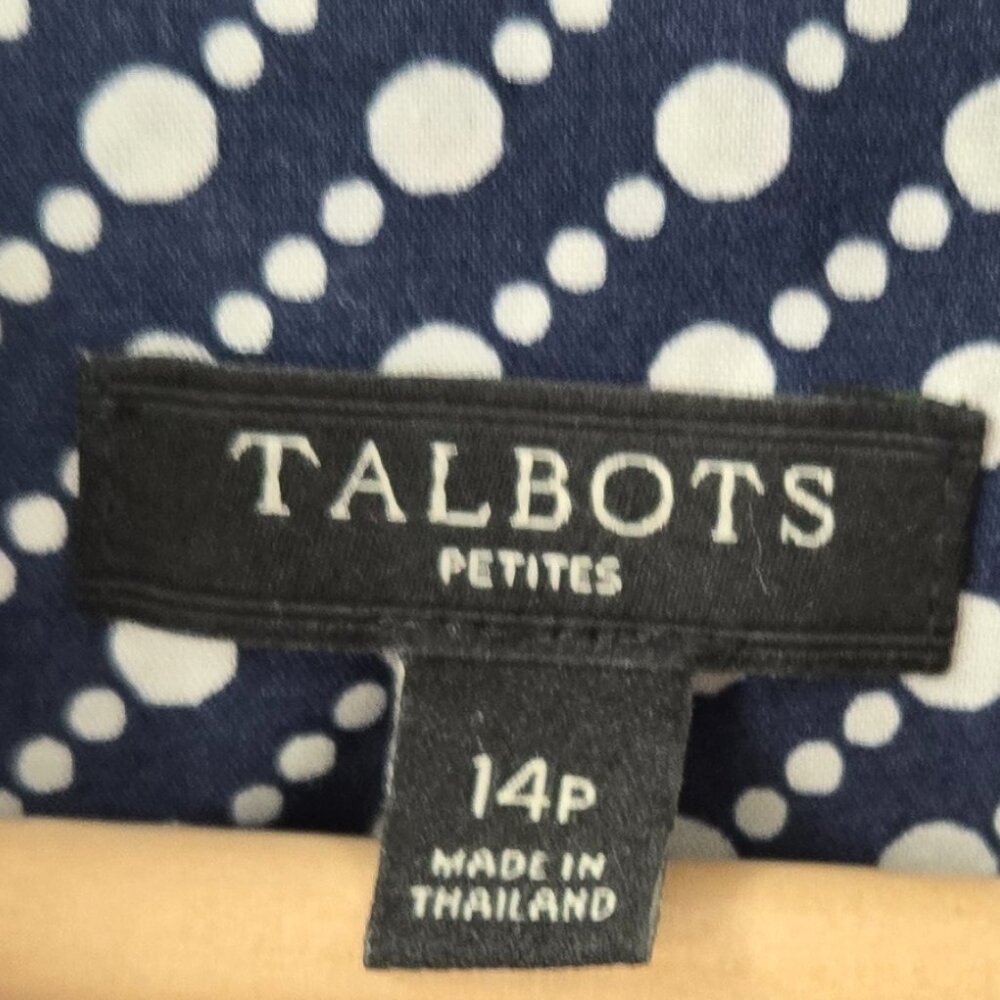 TALBOTS
PETITES
14P
MADE IN
THAILAND